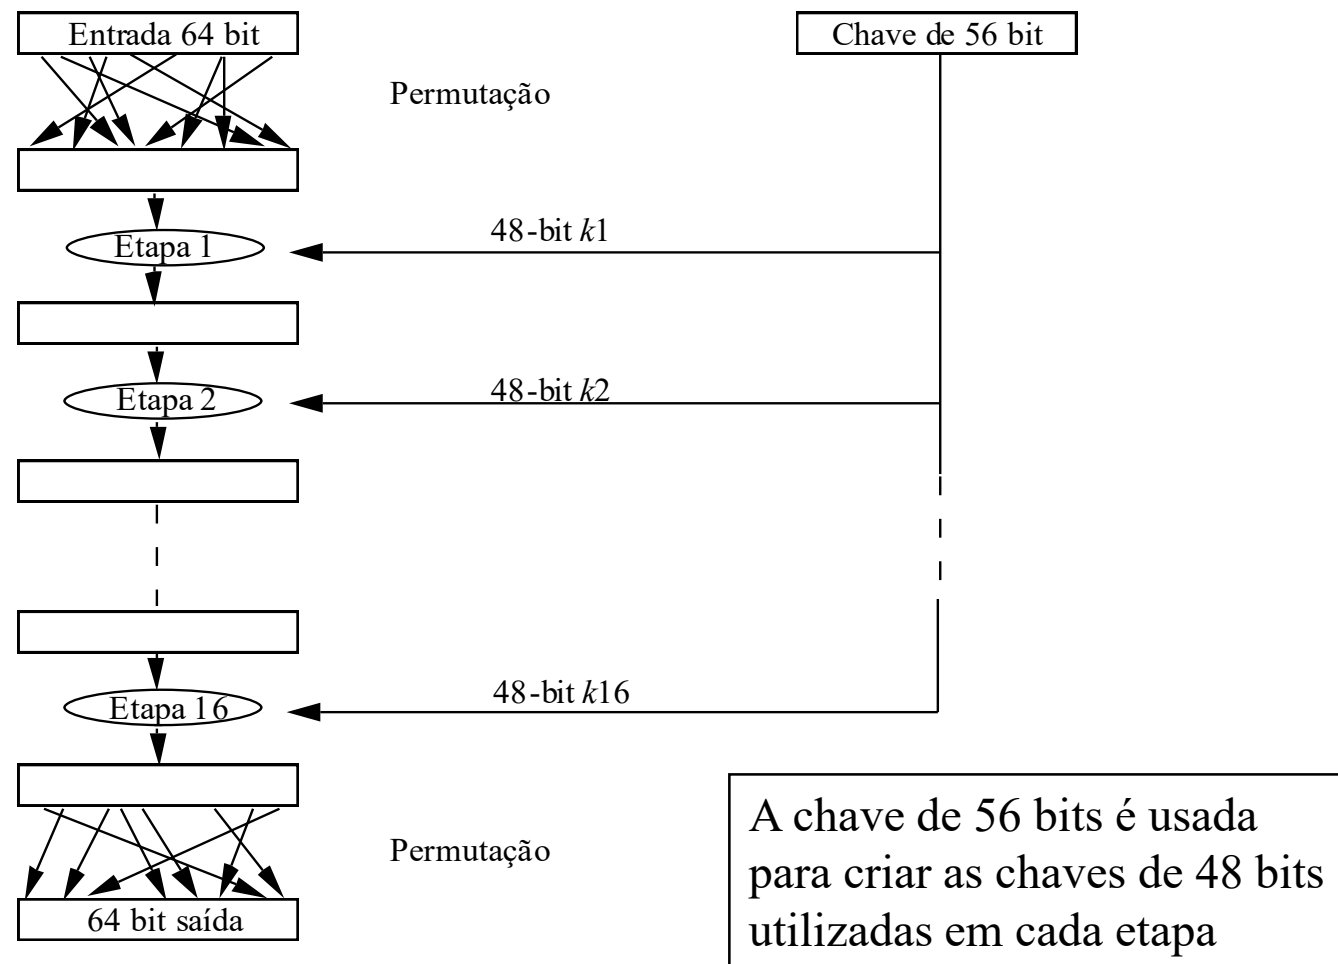 Entrada 64 bit
Chave de 56 bit
Permutação
48-bit k1
Etapa 1
48-bit k2
Etapa 2
48-bit k16
Etapa 16
Permutação
64 bit saída
A chave de 56 bits é usada
para criar as chaves de 48 bits
utilizadas em cada etapa